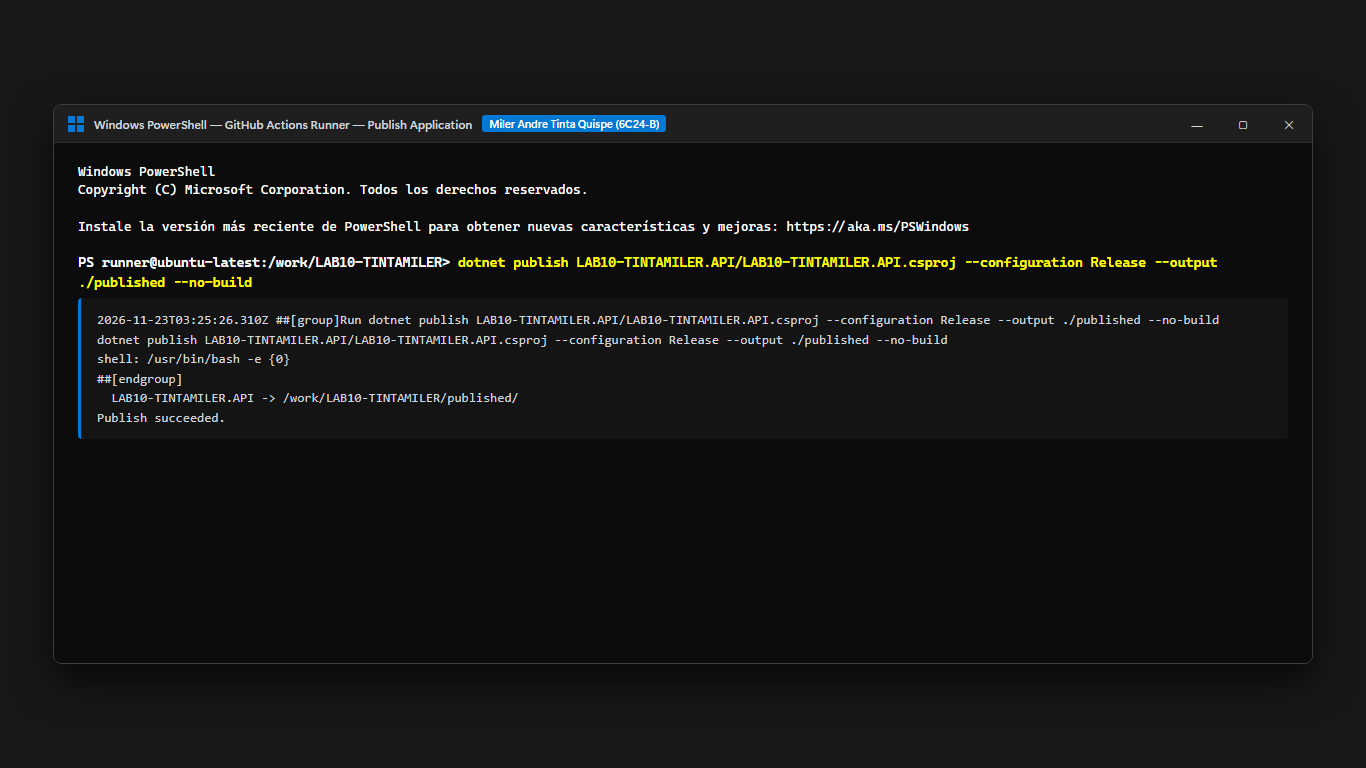 Windows PowerShell — GitHub Actions Runner — Publish Application Miler Andre Tinta Quispe (6C24-B)
Windows PowerShell
Copyright (C) Microsoft Corporation. Todos los derechos reservados.
Instale la versión más reciente de PowerShell para obtener nuevas características y mejoras: https://aka.ms/PSWindows
PS runner@ubuntu-latest:/work/LAB10-TINTAMILER> dotnet publish LAB10-TINTAMILER.API/LAB10-TINTAMILER.API.csproj --configuration Release --output
./published --no-build
2026-11-23T03:25:26.310Z ##[group]Run dotnet publish LAB10-TINTAMILER.API/LAB10-TINTAMILER.API.csproj --configuration Release --output ./published --no-build
dotnet publish LAB10-TINTAMILER.API/LAB10-TINTAMILER.API.csproj --configuration Release --output ./published --no-build
shell: /usr/bin/bash -e {0}
##[endgroup]
  LAB10-TINTAMILER.API -> /work/LAB10-TINTAMILER/published/
Publish succeeded.